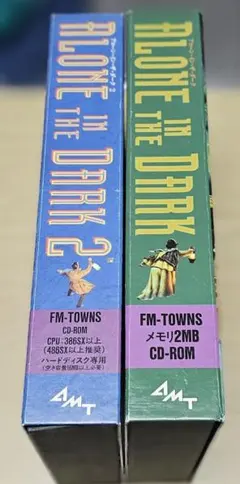 アローン・イン・ザ・ダーク2
ALONE
IN
THE
DARK 2
FM-TOWNS
CD-ROM
CPU:386SX以上
(486SX以上推奨)
ハードディスク専用
AMT
アローン・イン・ザ・ダーク
ALONE
IN
THE
DARK
FM-TOWNS
メモリ2MB
CD-ROM
AMT